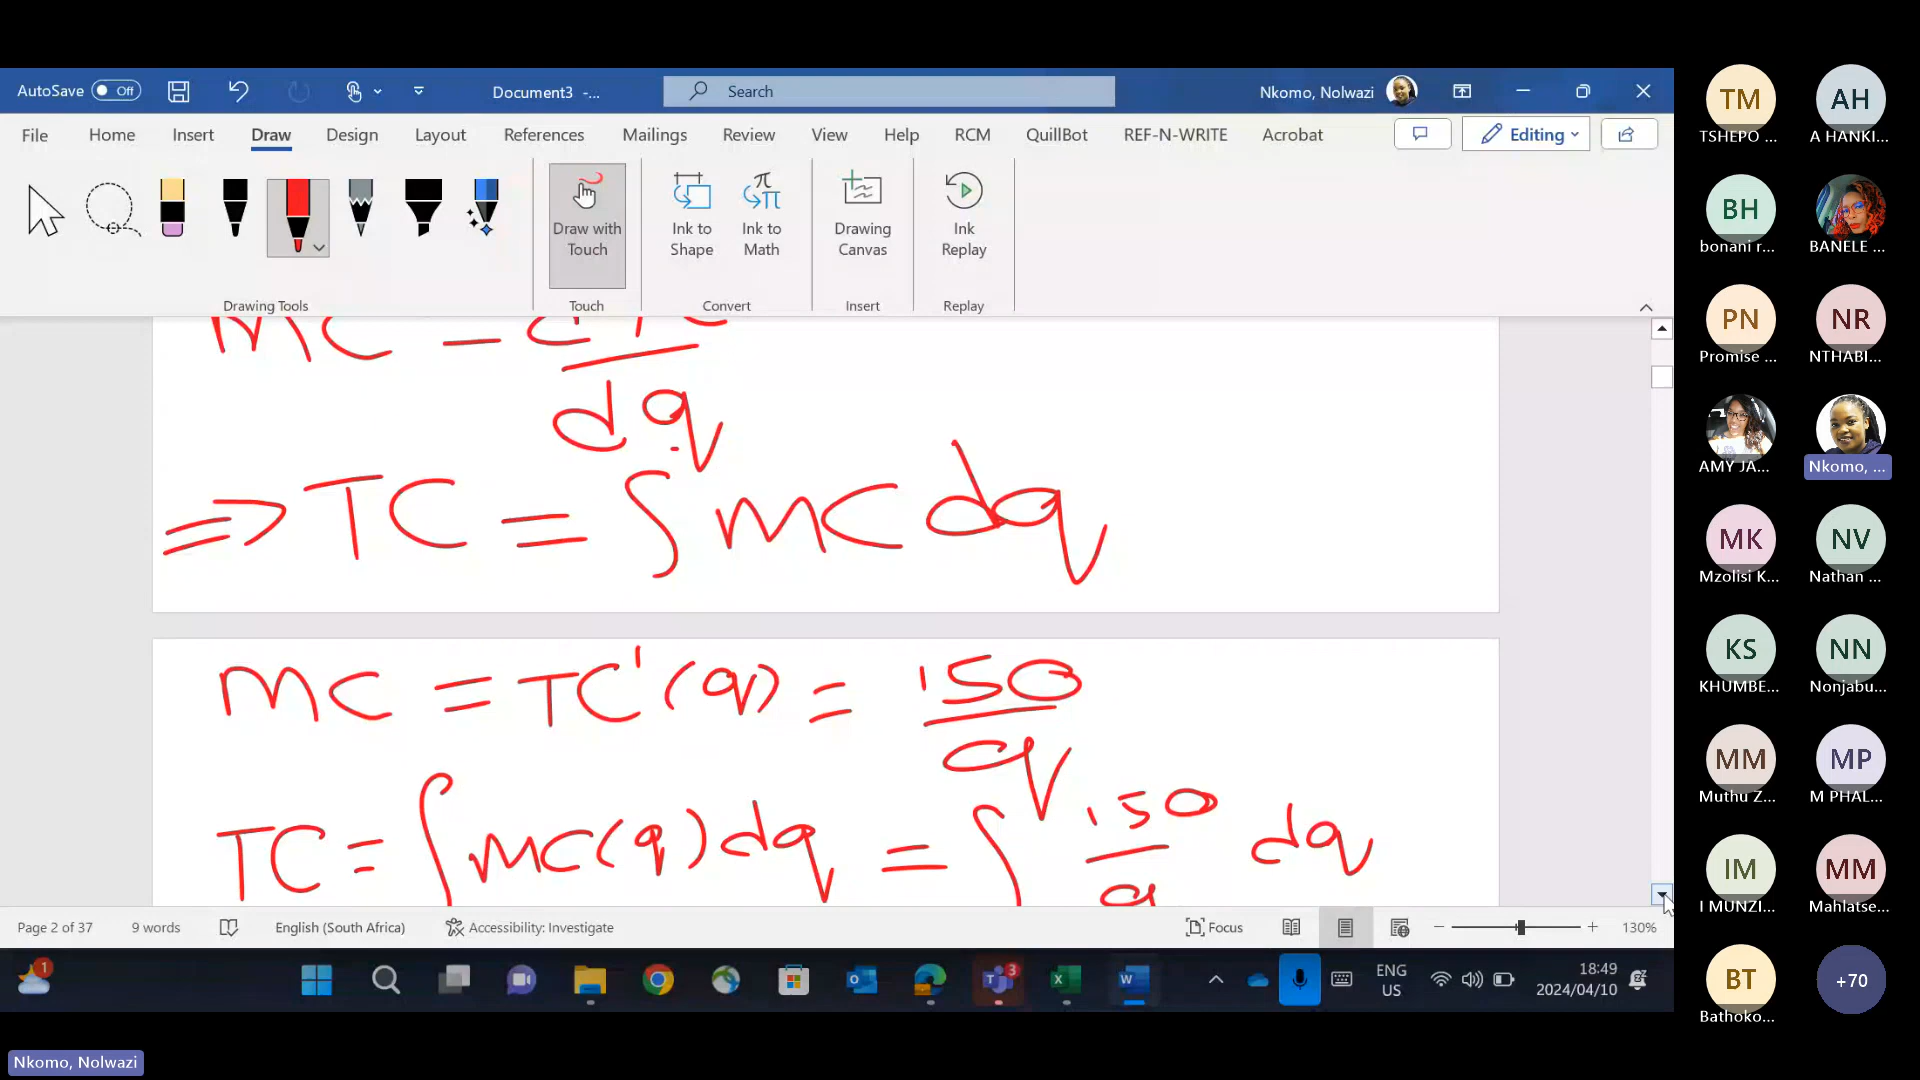 AutoSave Off Document3 -... Search Nkomo, Nolwazi
File Home Insert Draw Design Layout References Mailings Review View Help RCM QuillBot REF-N-WRITE Acrobat Editing
Draw with Touch
Ink to Shape
Ink to Math
Drawing Canvas
Ink Replay
Drawing Tools Touch Convert Insert Replay
MC = dTC
dq
⇒ TC = ∫ MC dq
MC = TC'(q) = 150
q
TC = ∫ MC(q) dq = ∫ 150 dq
q
Page 2 of 37 9 words English (South Africa) Accessibility: Investigate Focus 130%
1 3 ENG US 18:49 2024/04/10
Nkomo, Nolwazi
TM AH
TSHEPO ... A HANKI...
BH
bonani r... BANELE ...
PN NR
Promise ... NTHABI...
AMY JA... Nkomo, ...
MK NV
Mzolisi K... Nathan ...
KS NN
KHUMBE... Nonjabu...
MM MP
Muthu Z... M PHAL...
IM MM
I MUNZI... Mahlatse...
BT +70
Bathoko...